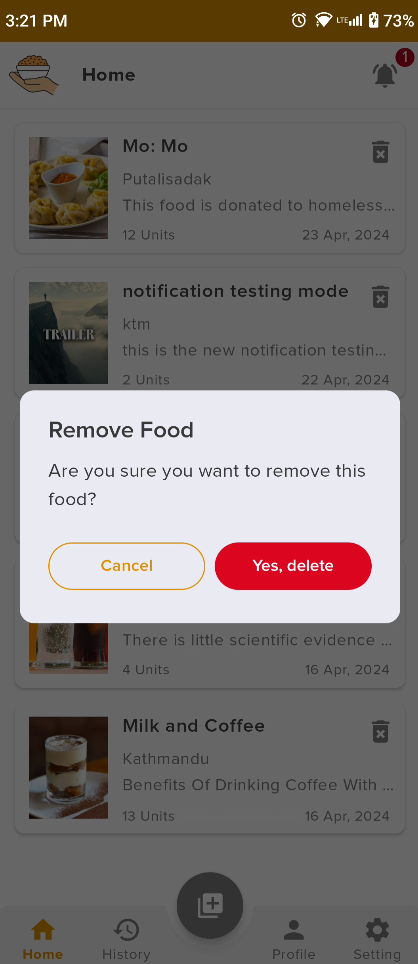 3:21 PM
LTE
73%
Home
1
Mo: Mo
Putalisadak
This food is donated to homeless...
12 Units
23 Apr, 2024
notification testing mode
TRAILER
ktm
this is the new notification testin...
2 Units
22 Apr, 2024
Remove Food
Are you sure you want to remove this
food?
Cancel
Yes, delete
There is little scientific evidence ...
4 Units
16 Apr, 2024
Milk and Coffee
Kathmandu
Benefits Of Drinking Coffee With ...
13 Units
16 Apr, 2024
Home
History
Profile
Setting